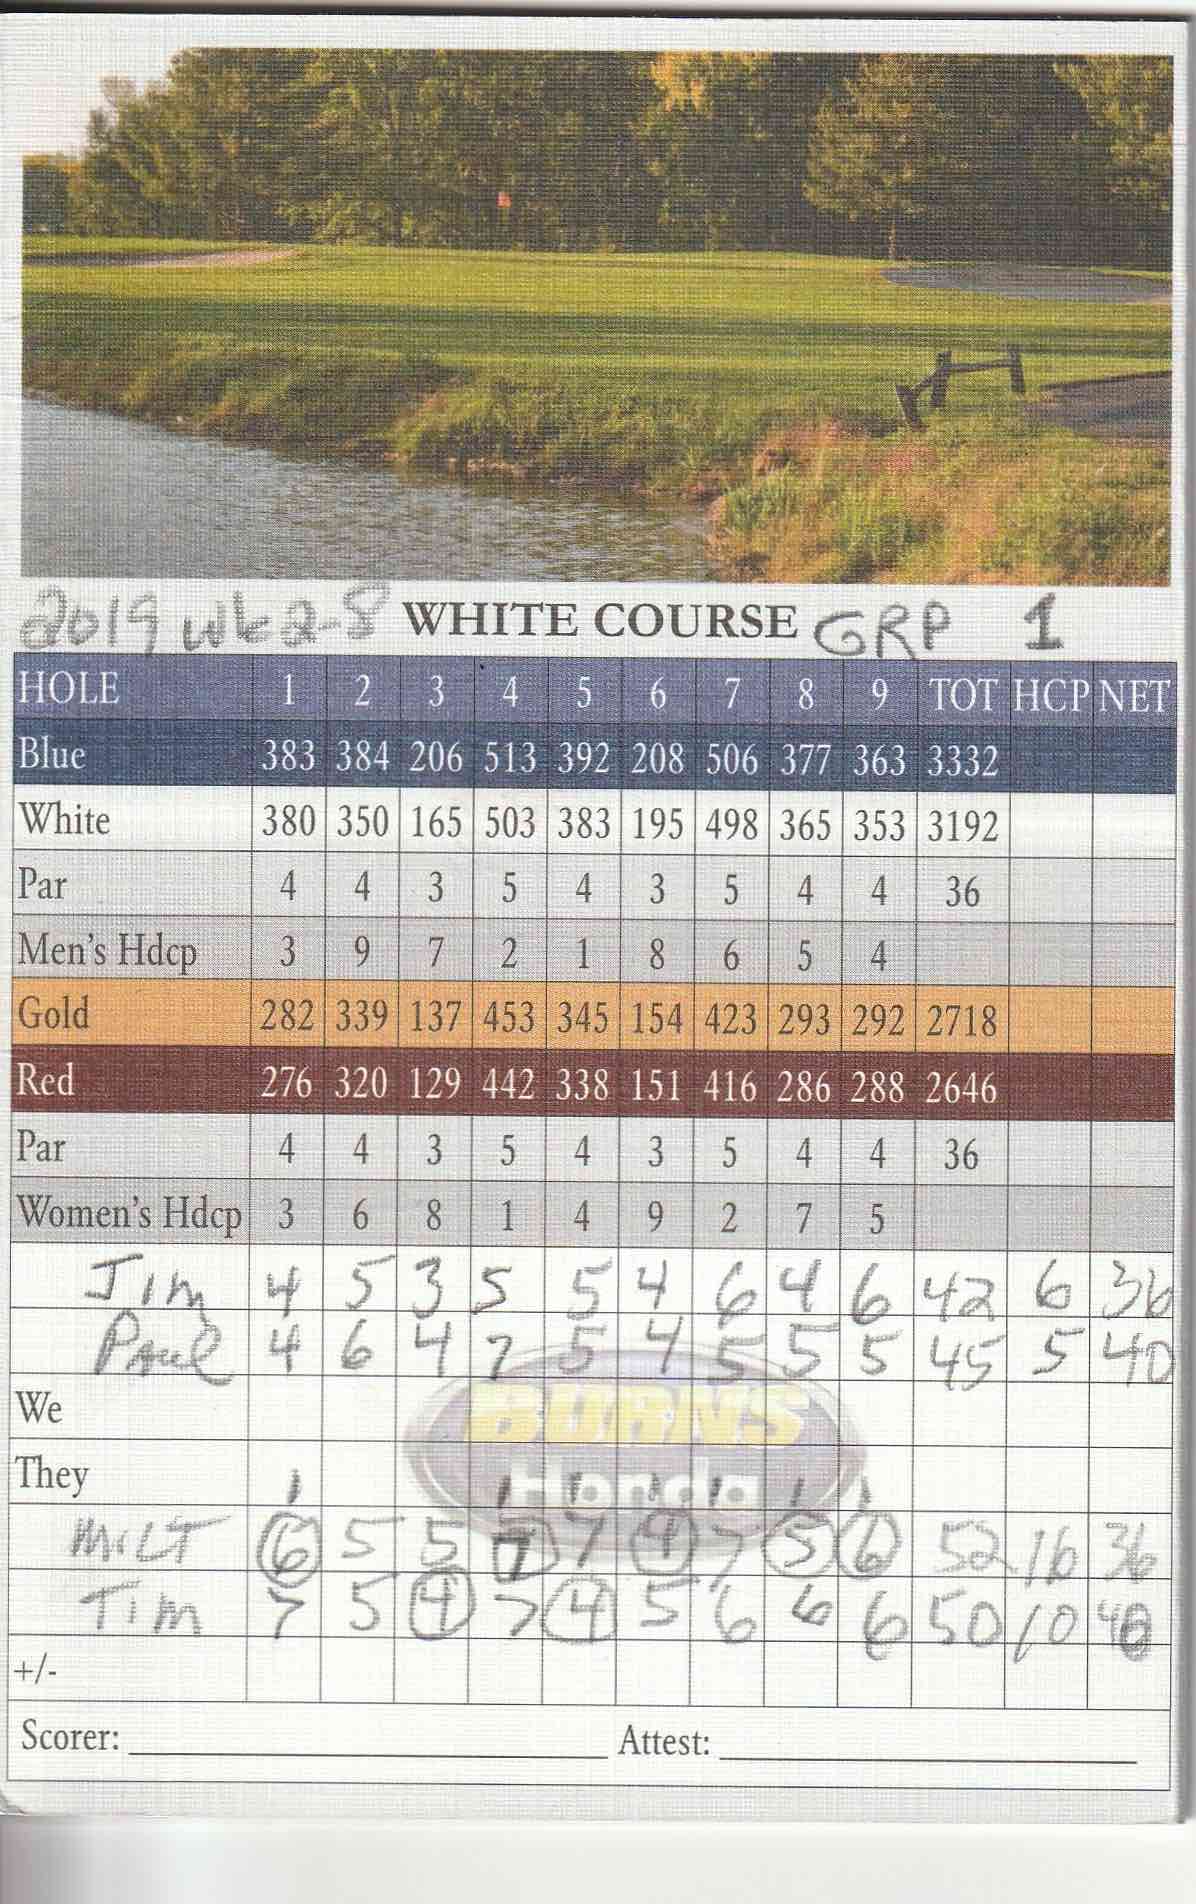 2019 wk 2-8 WHITE COURSE GRP 1
HOLE 1 2 3 4 5 6 7 8 9 TOT HCP NET
Blue 383 384 206 513 392 208 506 377 363 3332
White 380 350 165 503 383 195 498 365 353 3192
Par 4 4 3 5 4 3 5 4 4 36
Men's Hdcp 3 9 7 2 1 8 6 5 4
Gold 282 339 137 453 345 154 423 293 292 2718
Red 276 320 129 442 338 151 416 286 288 2646
Par 4 4 3 5 4 3 5 4 4 36
Women's Hdcp 3 6 8 1 4 9 2 7 5
Jim 4 5 3 5 5 4 6 4 6 42 6 36
Paul 4 6 4 7 5 4 5 5 5 45 5 40
We
BURNS
They
Honda
MILT 6 5 5 7 7 4 7 5 6 52 16 36
Tim 7 5 4 7 4 5 6 6 6 50 10 40
+/-
Scorer: Attest: